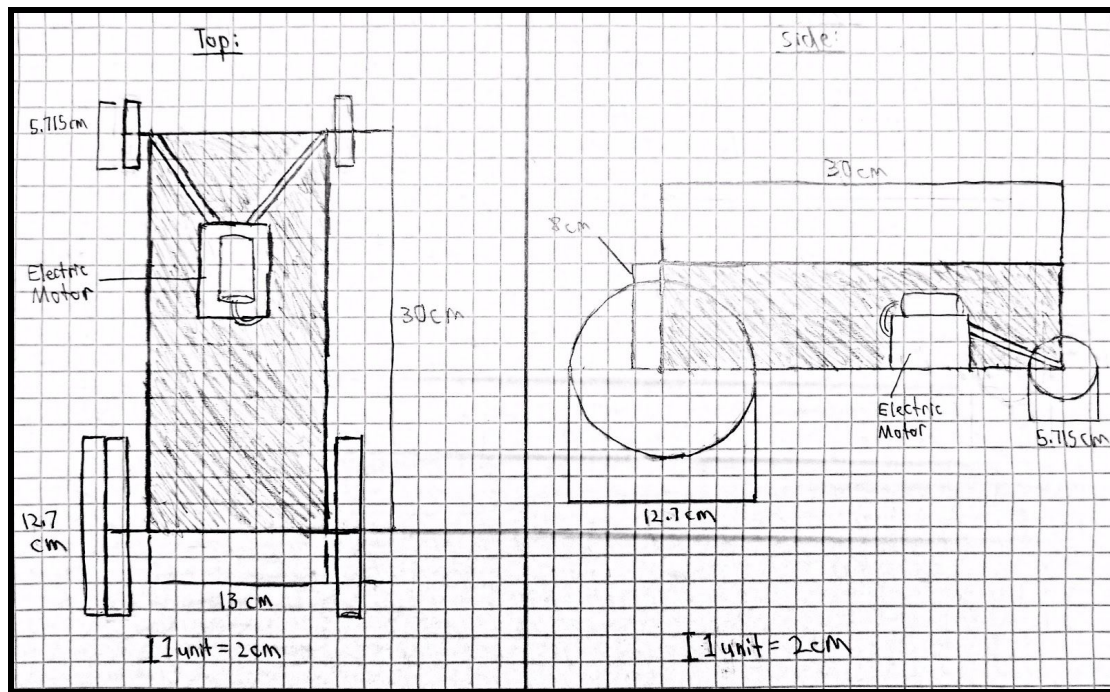 Top:
5.715cm
Electric
Motor
30cm
12.7
cm
13 cm
1 unit = 2cm
Side:
30cm
8cm
Electric
Motor
5.715cm
12.7cm
1 unit = 2cm